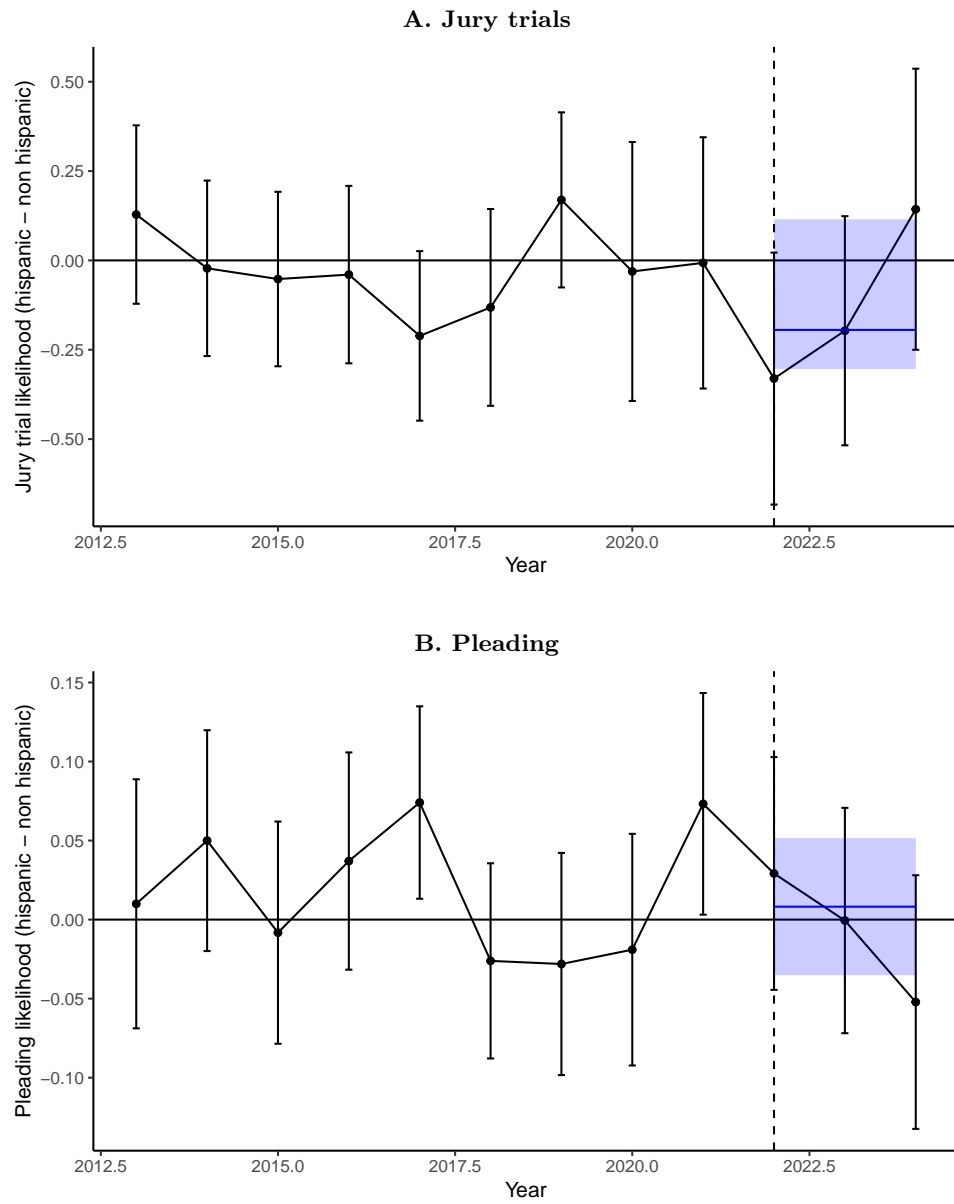 A. Jury trials
Jury trial likelihood (hispanic – non hispanic)
0.50
0.25
0.00
−0.25
−0.50
2012.5 2015.0 2017.5 2020.0 2022.5
Year
B. Pleading
Pleading likelihood (hispanic – non hispanic)
0.15
0.10
0.05
0.00
−0.05
−0.10
2012.5 2015.0 2017.5 2020.0 2022.5
Year